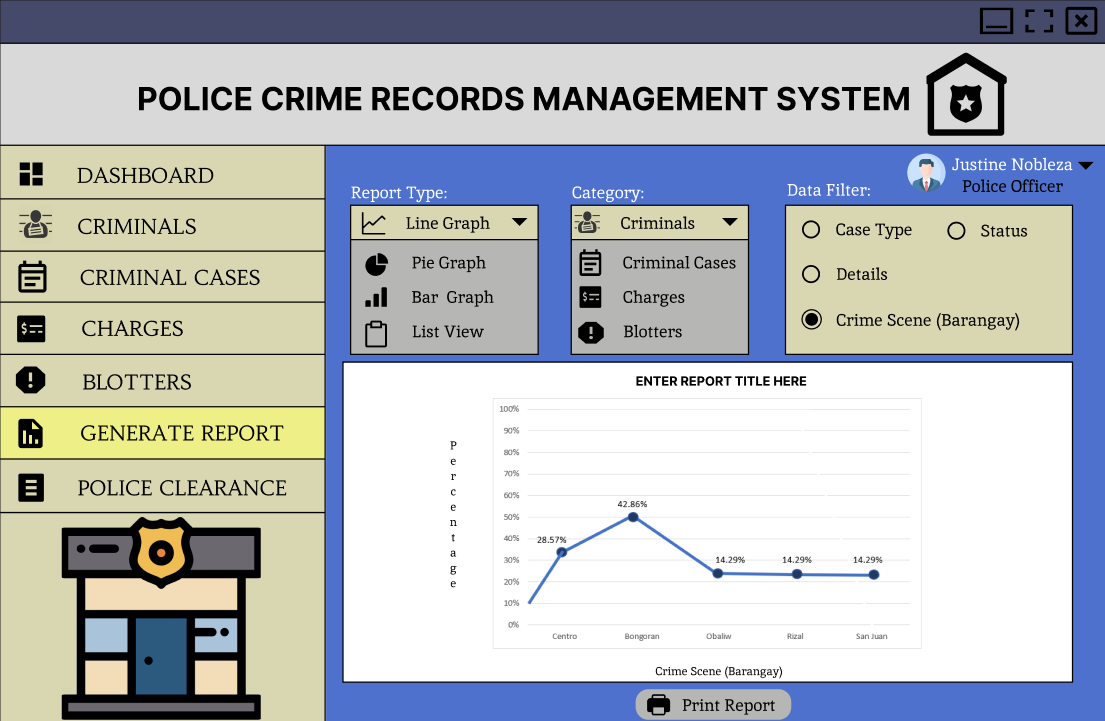 POLICE CRIME RECORDS MANAGEMENT SYSTEM
Justine Nobleza
Police Officer
DASHBOARD
CRIMINALS
CRIMINAL CASES
CHARGES
BLOTTERS
GENERATE REPORT
POLICE CLEARANCE
Report Type:
Line Graph
Pie Graph
Bar Graph
List View
Category:
Criminals
Criminal Cases
Charges
Blotters
Data Filter:
Case Type
Status
Details
Crime Scene (Barangay)
ENTER REPORT TITLE HERE
Percentage
100%
90%
80%
70%
60%
50%
40%
30%
20%
10%
0%
28.57%
42.86%
14.29%
14.29%
14.29%
Centro
Bongoran
Obaliw
Rizal
San Juan
Crime Scene (Barangay)
Print Report